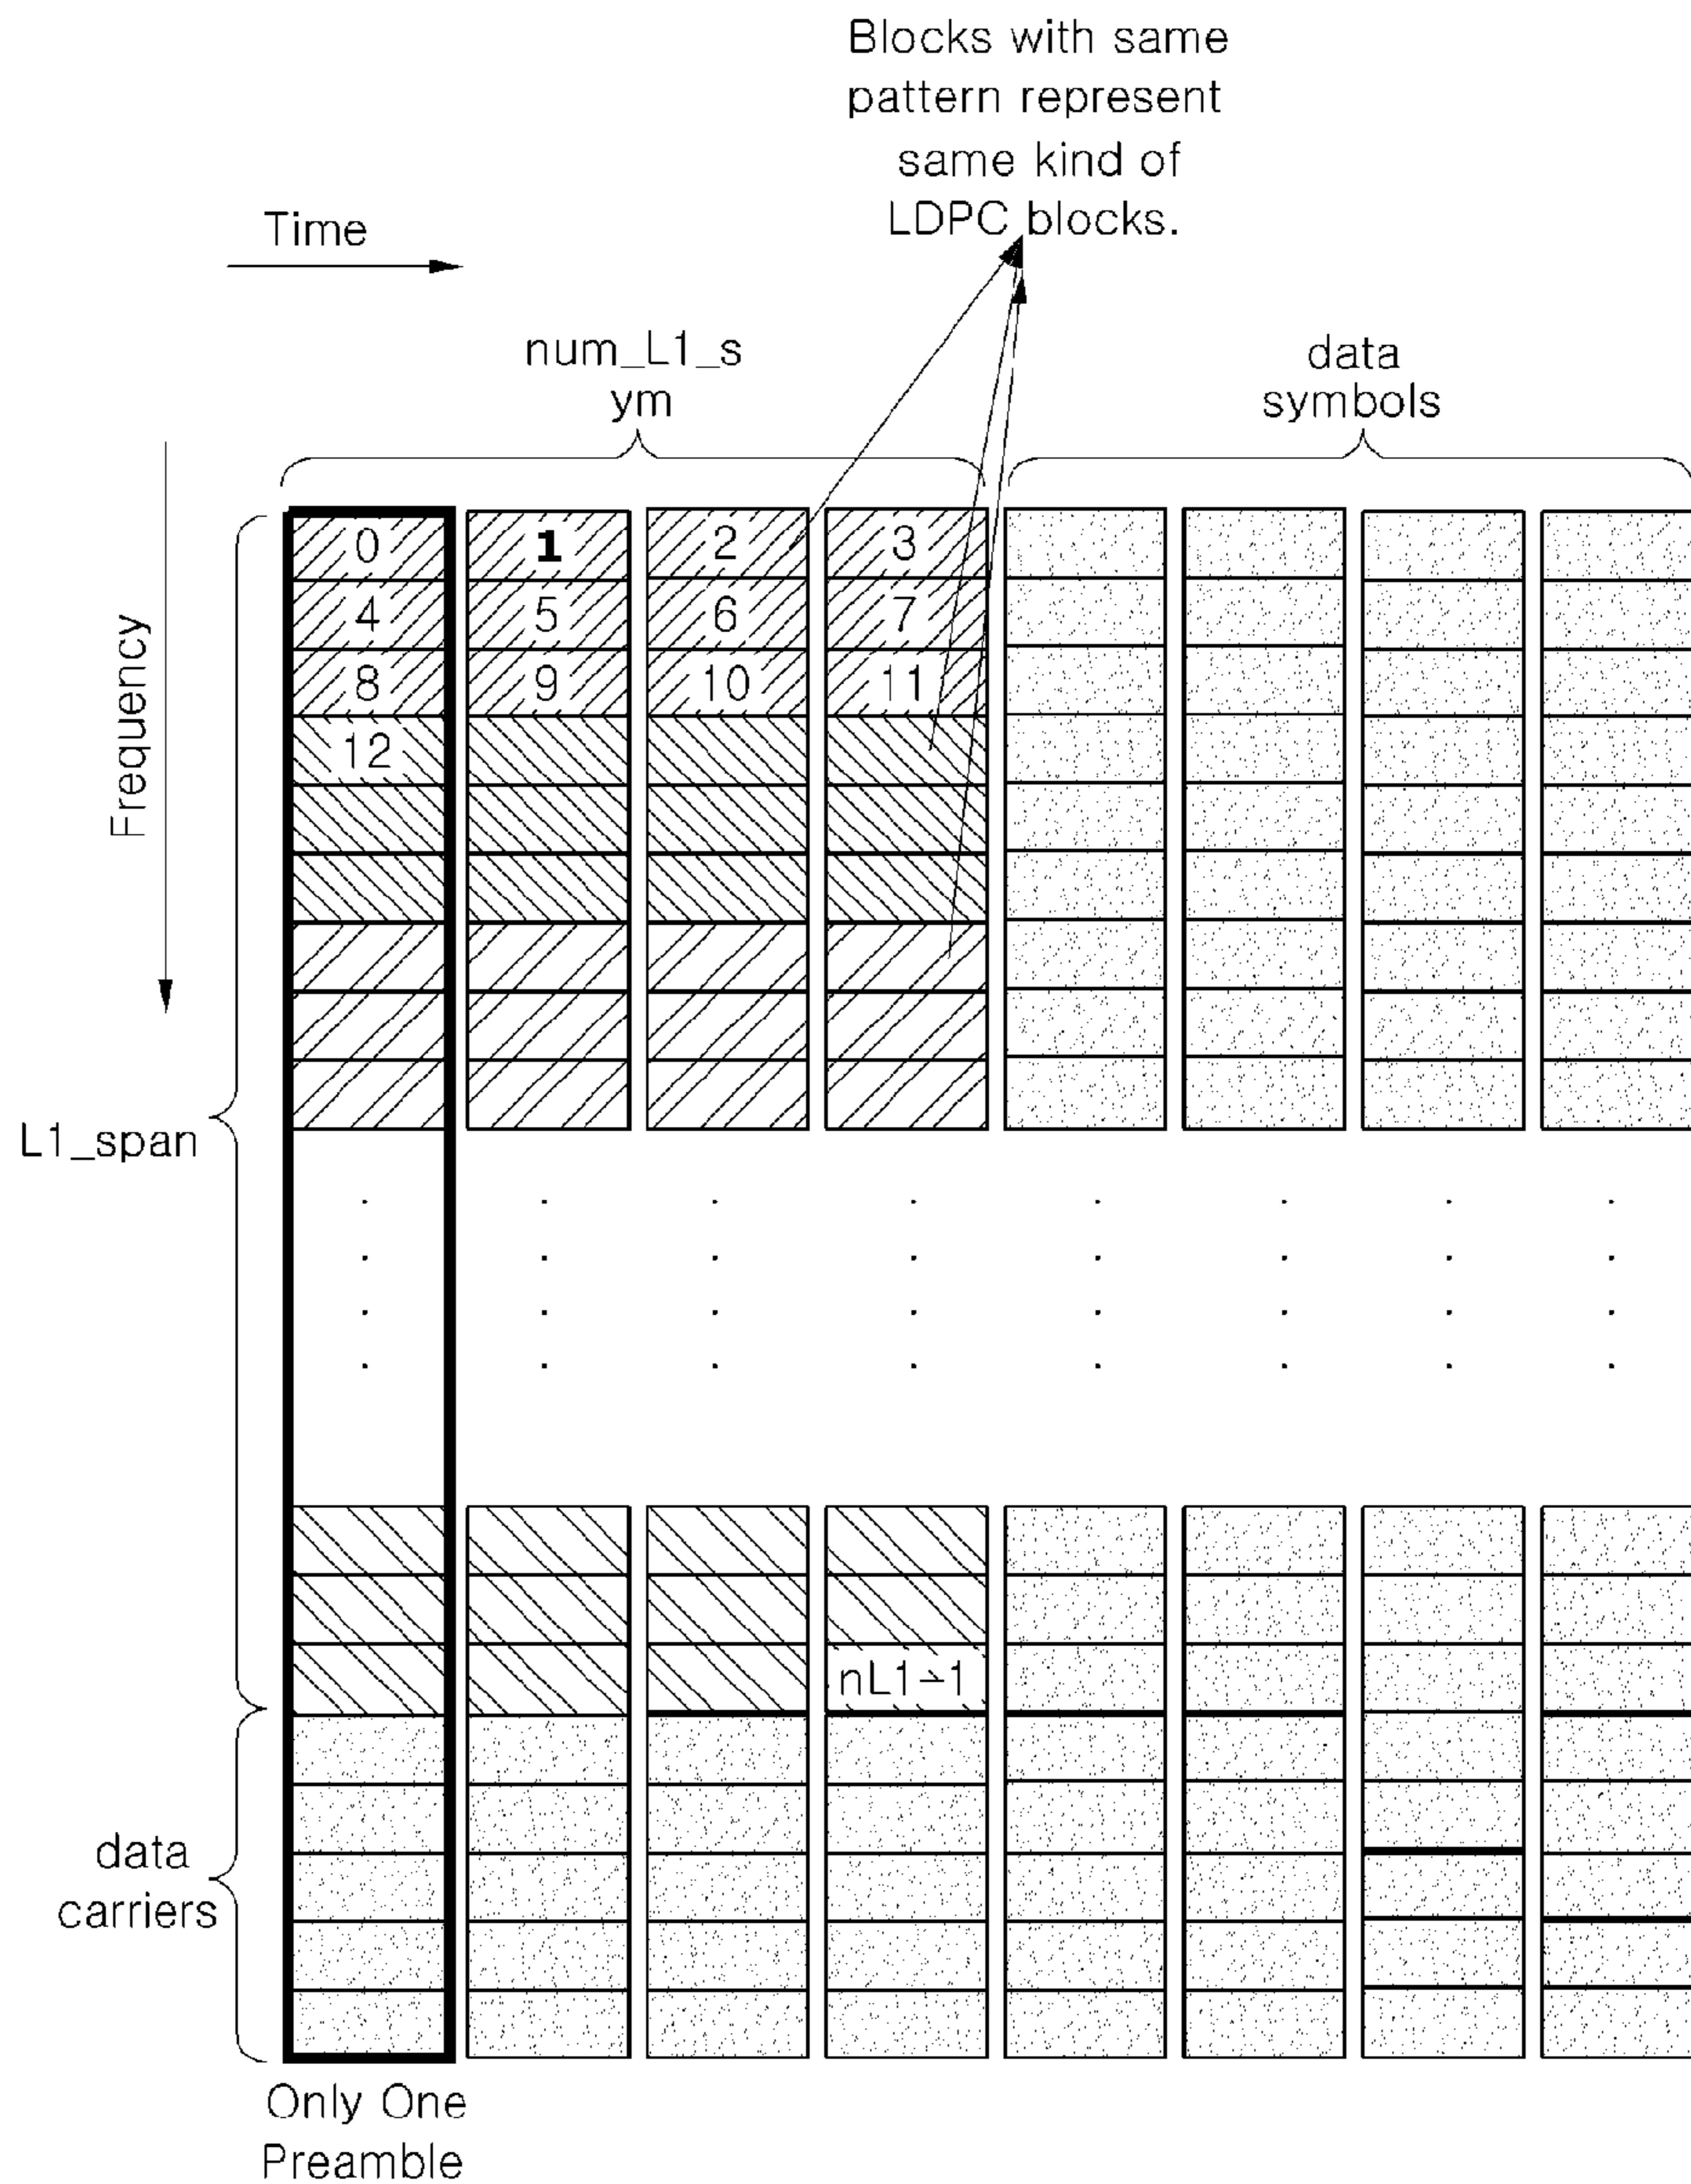 Blocks with same
pattern represent
same kind of
LDPC blocks.
Time
num_L1_s
ym
data
symbols
Frequency
0 1 2 3
4 5 6 7
8 9 10 11
12
L1_span
nL1-1
data
carriers
Only One
Preamble